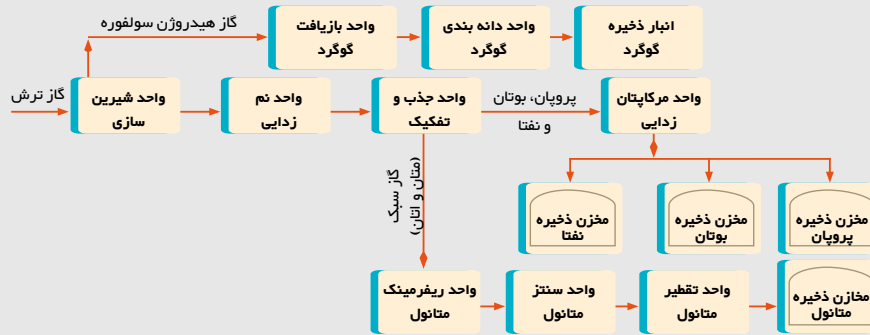 گاز هیدروژن سولفوره
واحد بازیافت
گوگرد
واحد دانه بندی
گوگرد
انبار ذخیره
گوگرد
گاز ترش
واحد شیرین
سازی
واحد نم
زدایی
واحد جذب و
تفکیک
پروپان، بوتان
و نفتا
واحد مرکاپتان
زدایی
گاز سبک
(متان و اتان)
مخزن ذخیره
نفتا
مخزن ذخیره
بوتان
مخزن ذخیره
پروپان
واحد ریفرمینک
متانول
واحد سنتز
متانول
واحد تقطیر
متانول
مخازن ذخیره
متانول